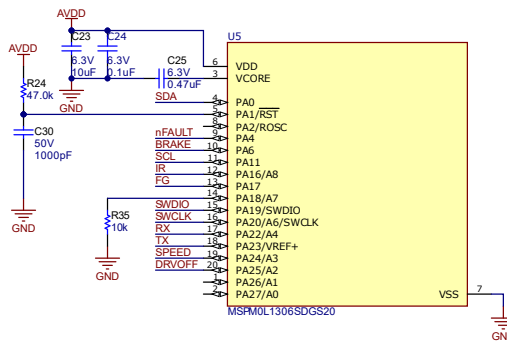 AVDD
C23
6.3V
10uF
GND
C24
6.3V
0.1uF
C25
6.3V
0.47uF
AVDD
R24
47.0k
C30
50V
1000pF
GND
R35
10k
GND
U5
6 VDD
3 VCORE
SDA 4 PA0
5 PA1/RST
8 PA2/ROSC
nFAULT 9 PA4
BRAKE 10 PA6
SCL 11 PA11
IR 12 PA16/A8
FG 13 PA17
14 PA18/A7
SWDIO 15 PA19/SWDIO
SWCLK 16 PA20/A6/SWCLK
RX 17 PA22/A4
TX 18 PA23/VREF+
SPEED 19 PA24/A3
DRVOFF 20 PA25/A2
1 PA26/A1
2 PA27/A0
VSS 7
MSPM0L1306SDGS20